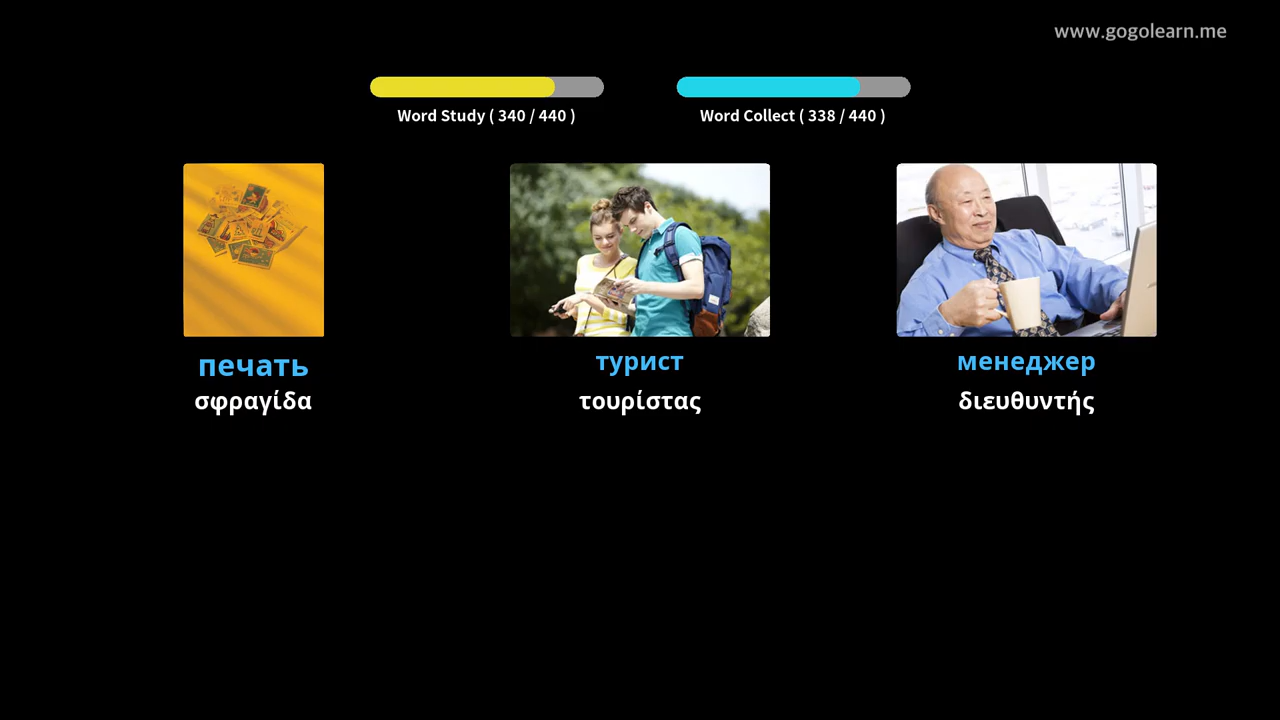 www.gogolearn.me
Word Study ( 340 / 440 )
Word Collect ( 338 / 440 )
печать
турист
менеджер
σφραγίδα
τουρίστας
διευθυντής